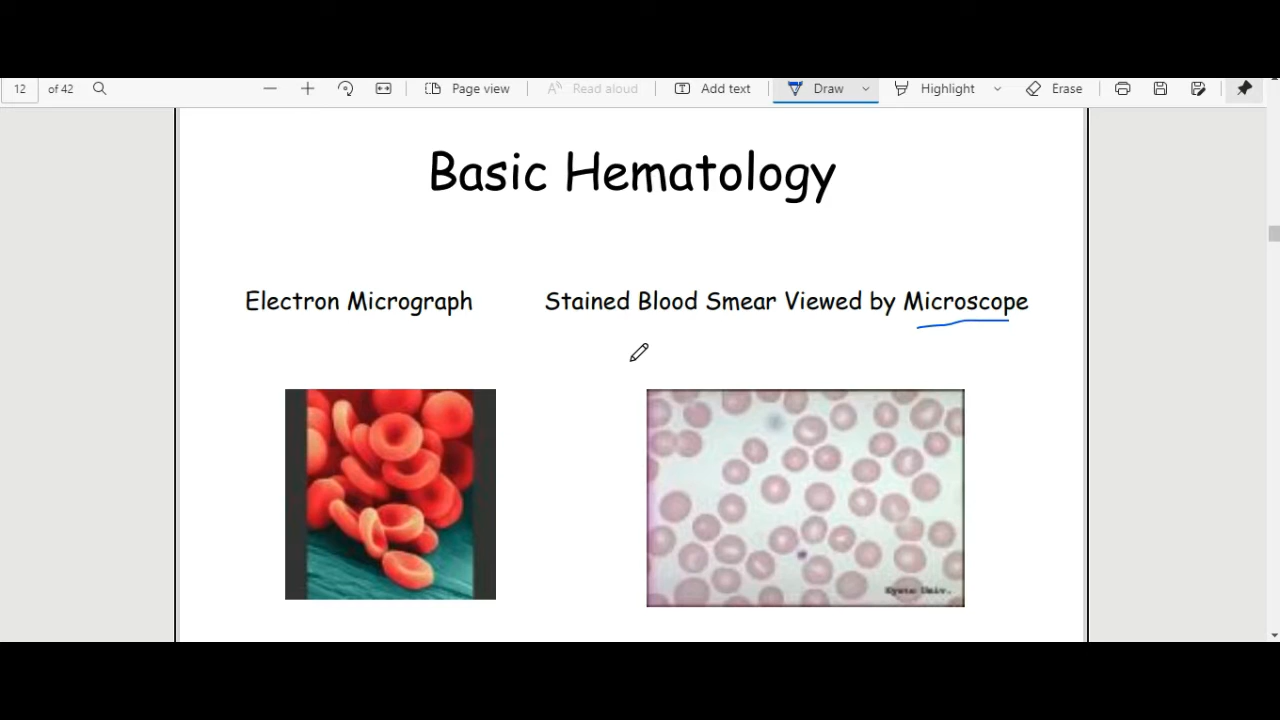 12 of 42 Page view Read aloud Add text Draw Highlight Erase
Basic Hematology
Electron Micrograph
Stained Blood Smear Viewed by Microscope